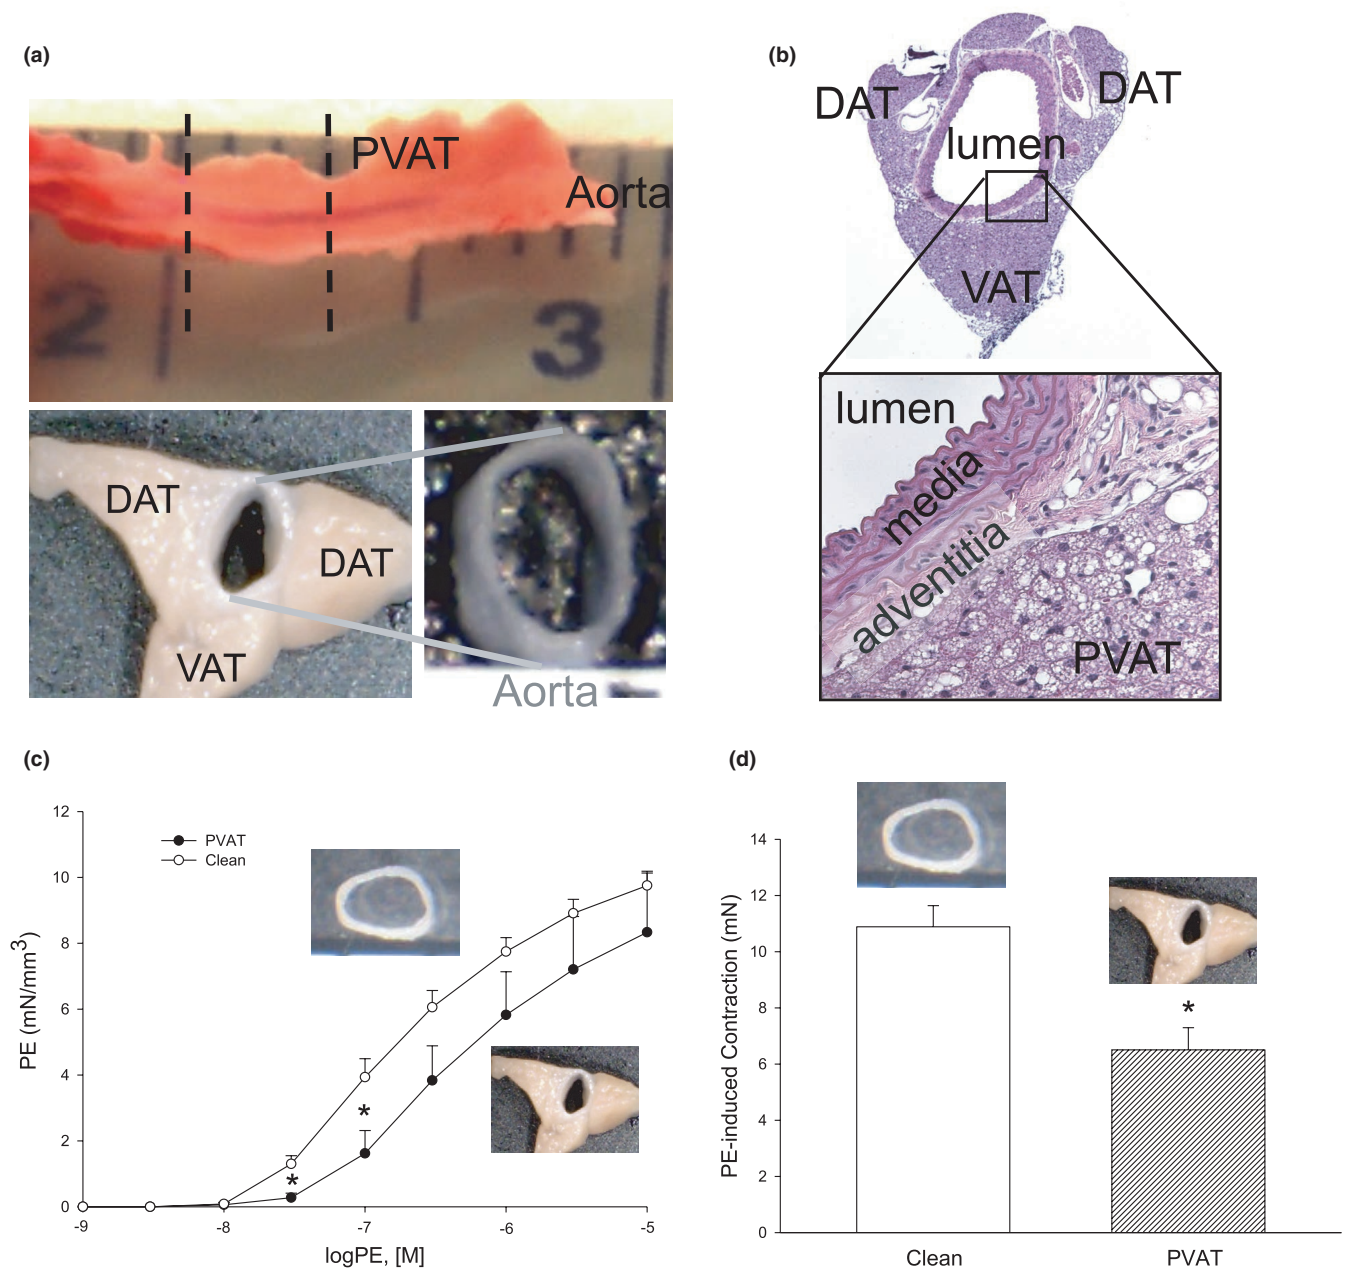 (a)
PVAT
Aorta
2
3
DAT
DAT
VAT
Aorta
(b)
DAT
DAT
lumen
VAT
lumen
media
adventitia
PVAT
(c)
12
10
8
6
4
2
0
PE (mN/mm3)
PVAT
Clean
*
*
-9
-8
-7
-6
-5
logPE, [M]
(d)
14
12
10
8
6
4
2
0
PE-induced Contraction (mN)
*
Clean
PVAT